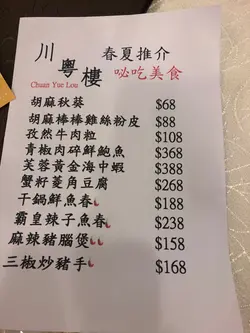 川粵樓
Chuan Yue Lou
春夏推介
咇吃美食
胡麻秋葵 $68
胡麻棒棒雞絲粉皮 $88
孜然牛肉粒 $108
青椒肉碎鮮鮑魚 $368
芙蓉黃金海中蝦 $388
蟹籽菱角豆腐 $268
干鍋鮮魚春 $188
霸皇辣子魚春 $238
麻辣豬腦煲 $158
三椒炒豬手 $168